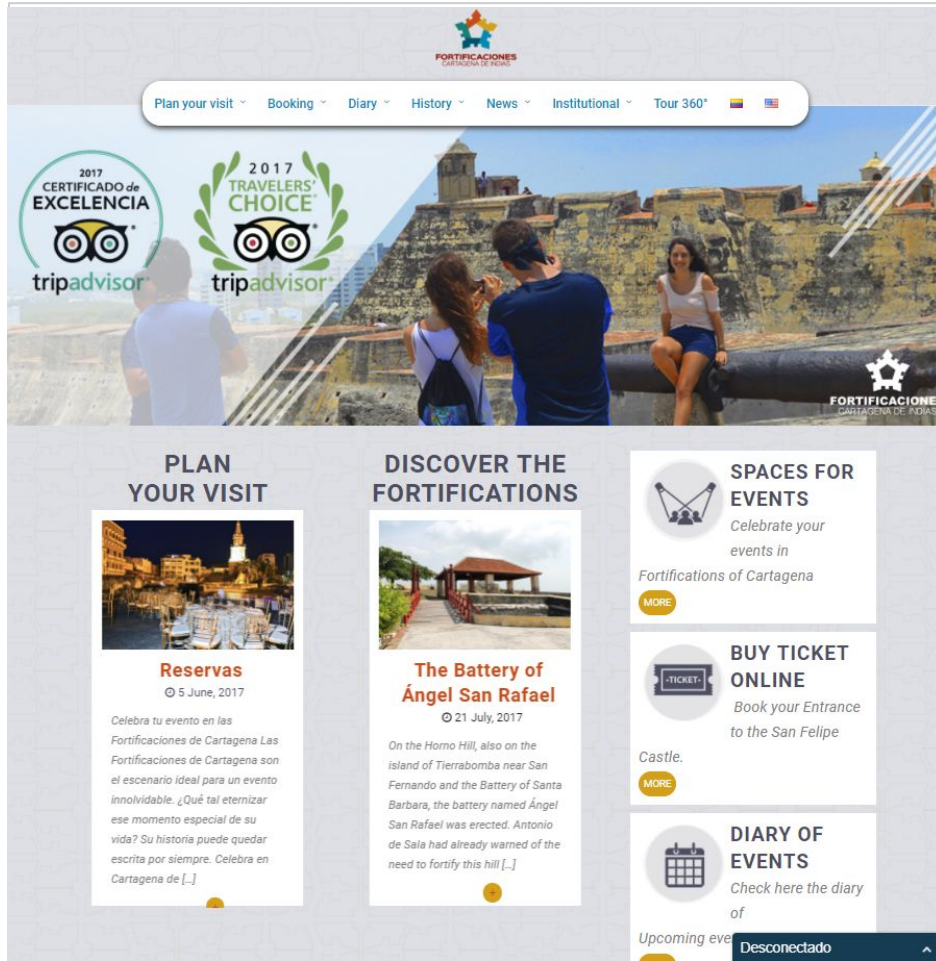 FORTIFICACIONES
CARTAGENA DE INDIAS
Plan your visit
Booking
Diary
History
News
Institutional
Tour 360°
2017
CERTIFICADO de
EXCELENCIA
tripadvisor®
2017
TRAVELERS'
CHOICE™
tripadvisor®
FORTIFICACIONE
CARTAGENA DE INDIAS
PLAN
YOUR VISIT
Reservas
5 June, 2017
Celebra tu evento en las
Fortificaciones de Cartagena Las
Fortificaciones de Cartagena son
el escenario ideal para un evento
innolvidable. ¿Qué tal eternizar
ese momento especial de su
vida? Su historia puede quedar
escrita por siempre. Celebra en
Cartagena de [...]
+
DISCOVER THE
FORTIFICATIONS
The Battery of
Ángel San Rafael
21 July, 2017
On the Horno Hill, also on the
island of Tierrabomba near San
Fernando and the Battery of Santa
Barbara, the battery named Ángel
San Rafael was erected. Antonio
de Sala had already warned of the
need to fortify this hill [...]
+
SPACES FOR
EVENTS
Celebrate your
events in
Fortifications of Cartagena
MORE
-TICKET-
BUY TICKET
ONLINE
Book your Entrance
to the San Felipe
Castle.
MORE
DIARY OF
EVENTS
Check here the diary
of
Upcoming eve
Desconectado